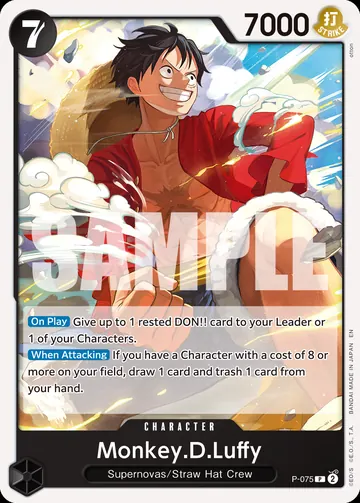 7
7000
打
STRIKE
SAMPLE
On Play Give up to 1 rested DON!! card to your Leader or
1 of your Characters.
When Attacking If you have a Character with a cost of 8 or
more on your field, draw 1 card and trash 1 card from
your hand.
CHARACTER
Monkey.D.Luffy
Supernovas/Straw Hat Crew
P-075 P 2
©E.O./S. ©E.O./S., T.A. BANDAI MADE IN JAPAN EN